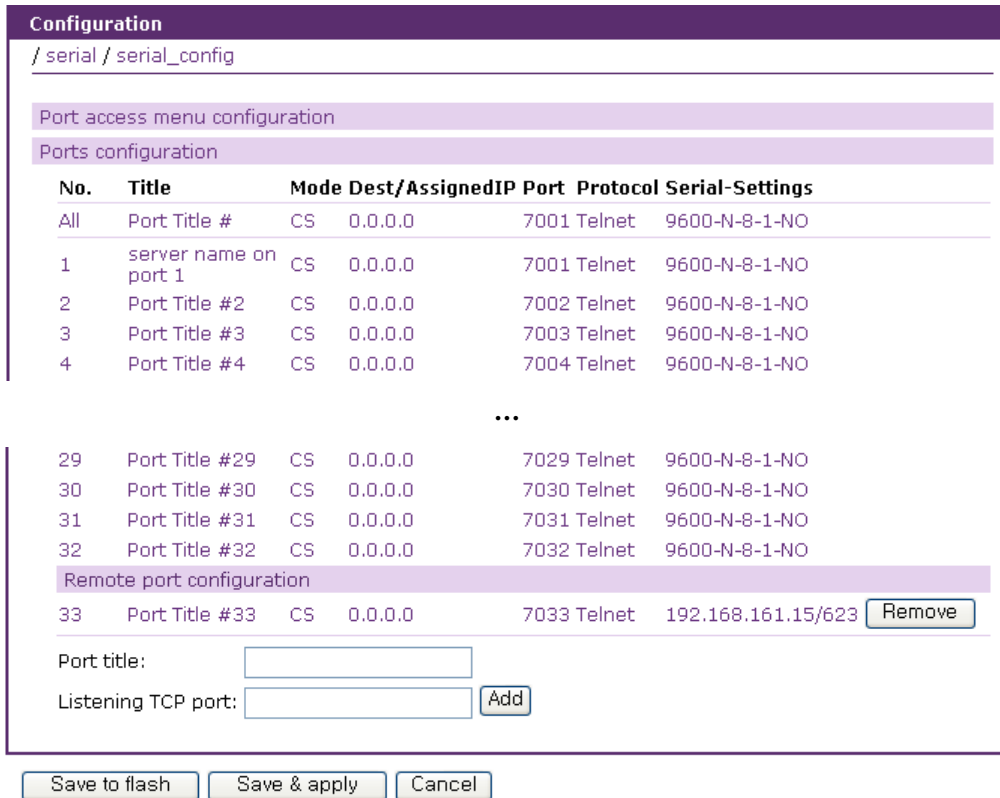 Configuration
/ serial / serial_config
Port access menu configuration
Ports configuration
No. Title Mode Dest/AssignedIP Port Protocol Serial-Settings
All Port Title # CS 0.0.0.0 7001 Telnet 9600-N-8-1-NO
1 server name on port 1 CS 0.0.0.0 7001 Telnet 9600-N-8-1-NO
2 Port Title #2 CS 0.0.0.0 7002 Telnet 9600-N-8-1-NO
3 Port Title #3 CS 0.0.0.0 7003 Telnet 9600-N-8-1-NO
4 Port Title #4 CS 0.0.0.0 7004 Telnet 9600-N-8-1-NO
...
29 Port Title #29 CS 0.0.0.0 7029 Telnet 9600-N-8-1-NO
30 Port Title #30 CS 0.0.0.0 7030 Telnet 9600-N-8-1-NO
31 Port Title #31 CS 0.0.0.0 7031 Telnet 9600-N-8-1-NO
32 Port Title #32 CS 0.0.0.0 7032 Telnet 9600-N-8-1-NO
Remote port configuration
33 Port Title #33 CS 0.0.0.0 7033 Telnet 192.168.161.15/623 Remove
Port title:
Listening TCP port: Add
Save to flash Save & apply Cancel